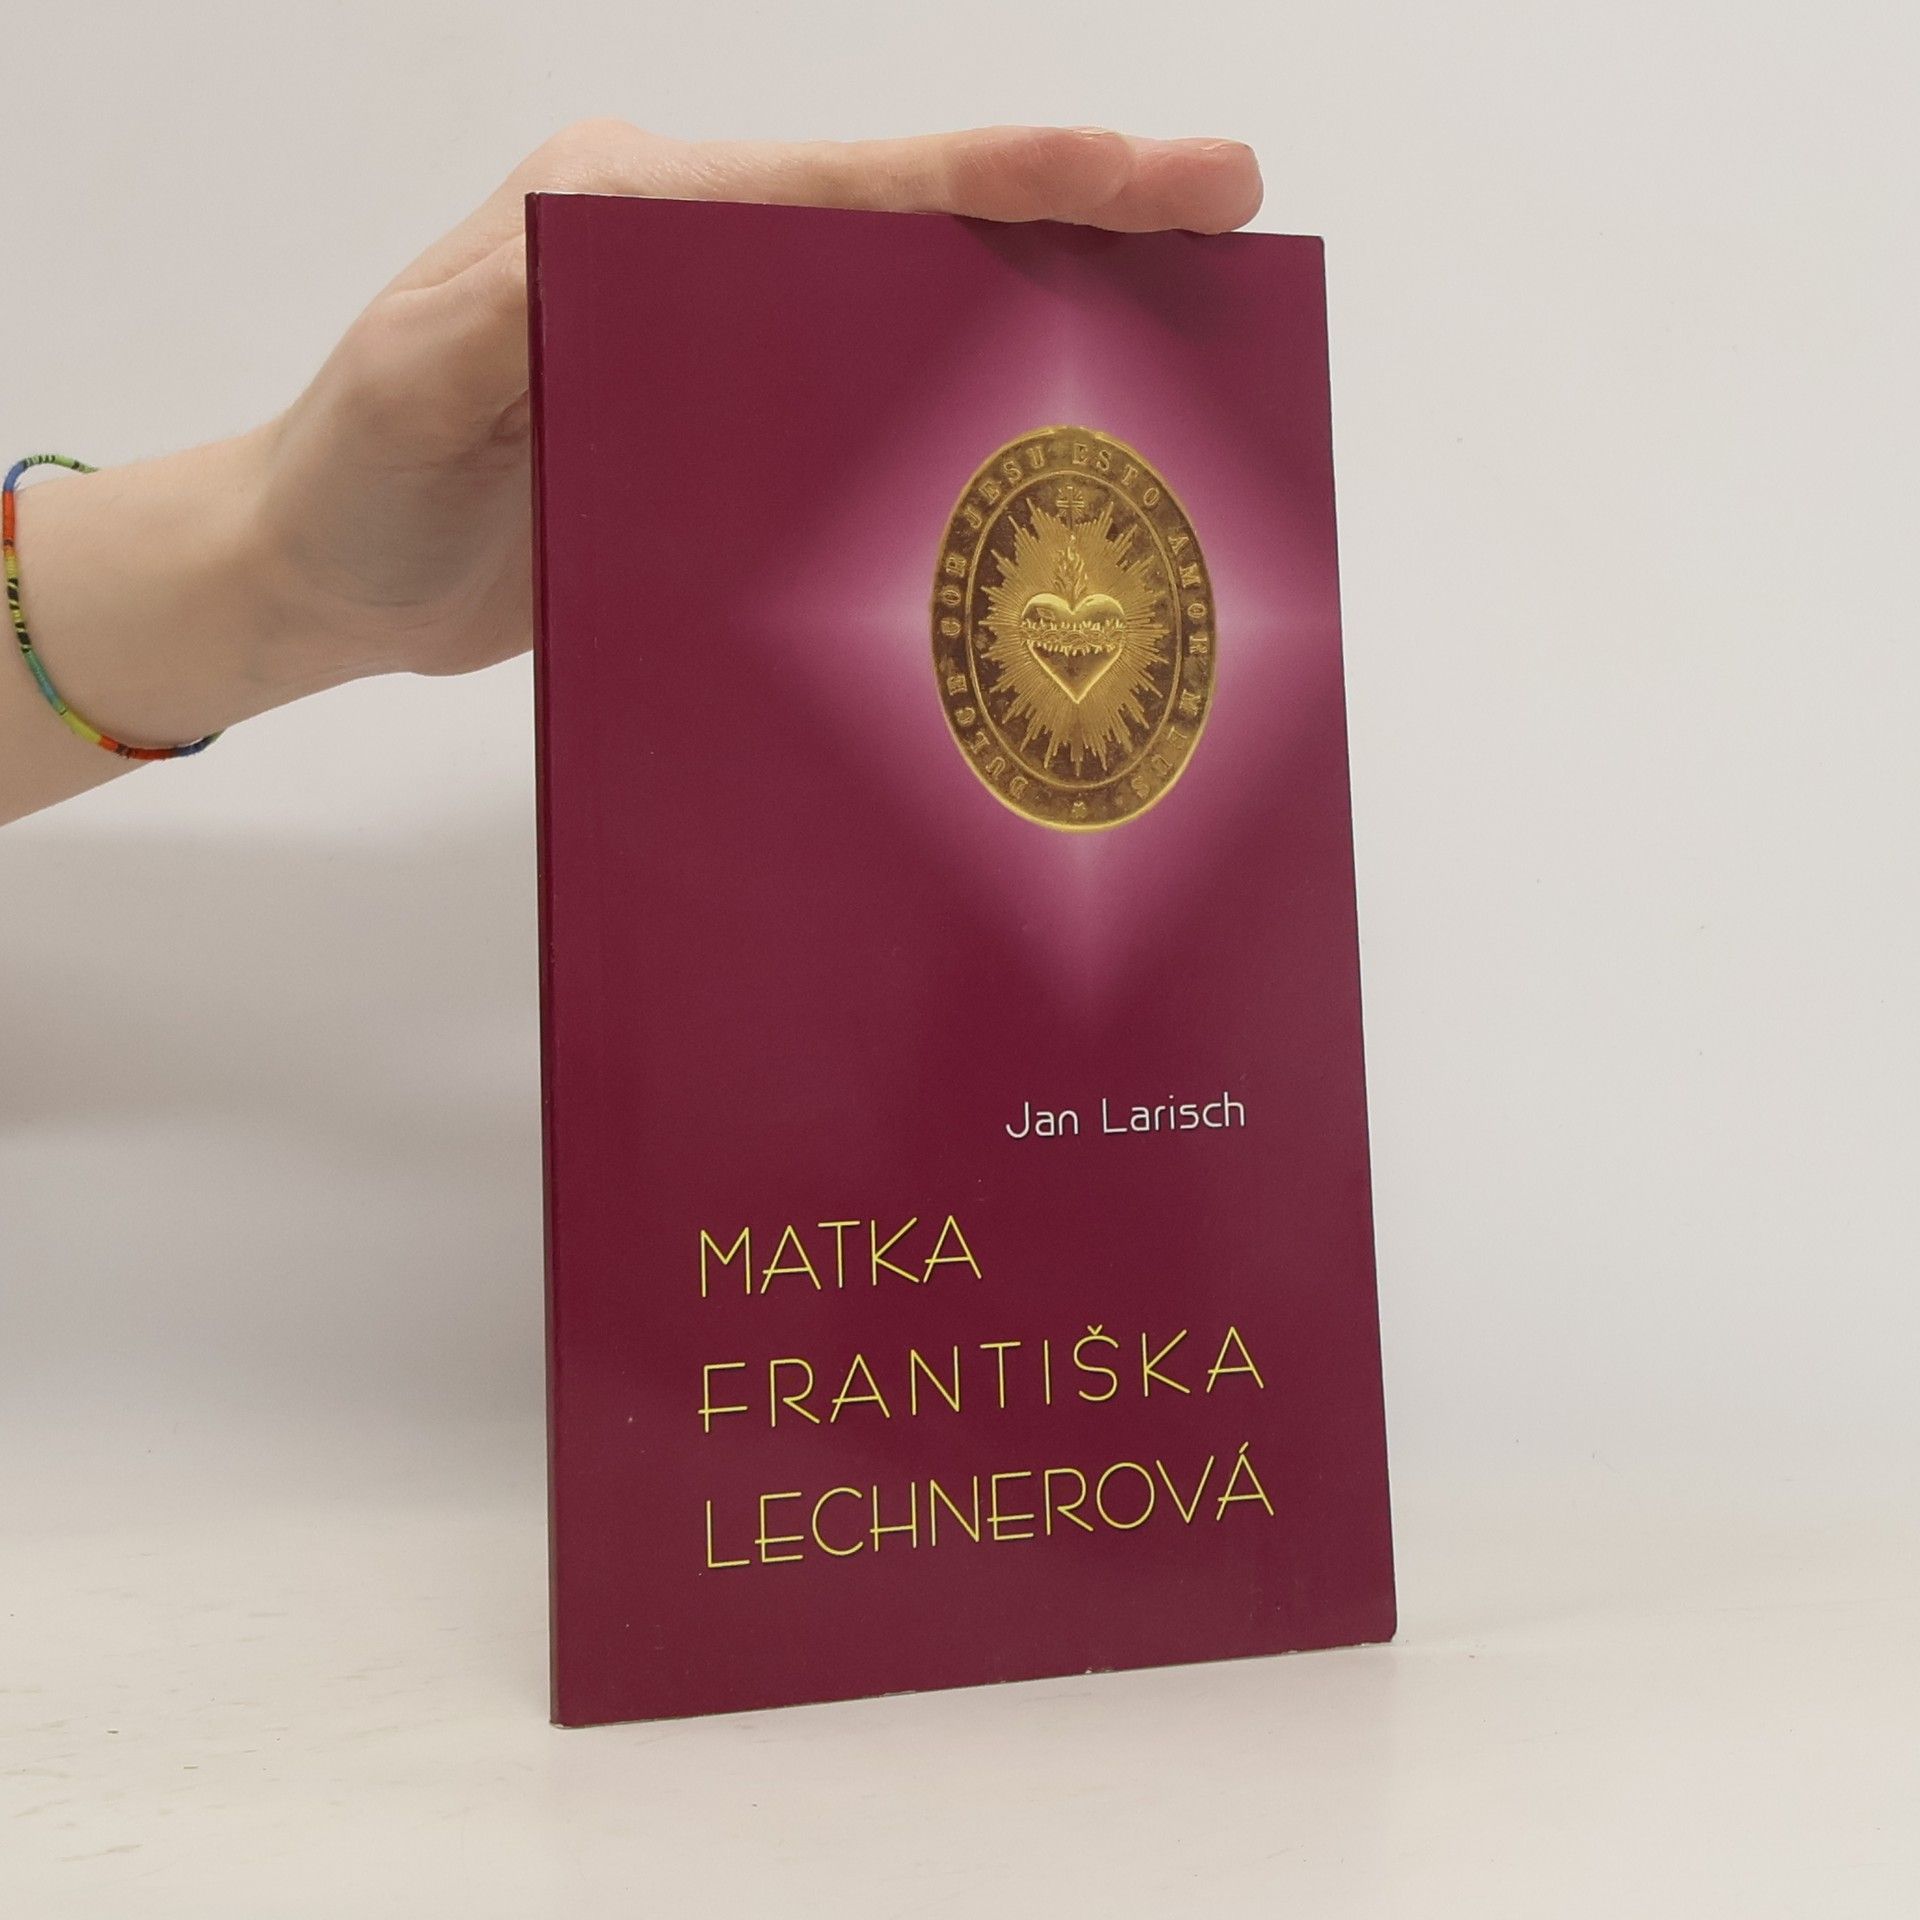 DULCE COR JESU ESTO AMOR MEUS
Jan Larisch
MATKA
FRANTIŠKA
LECHNEROVÁ